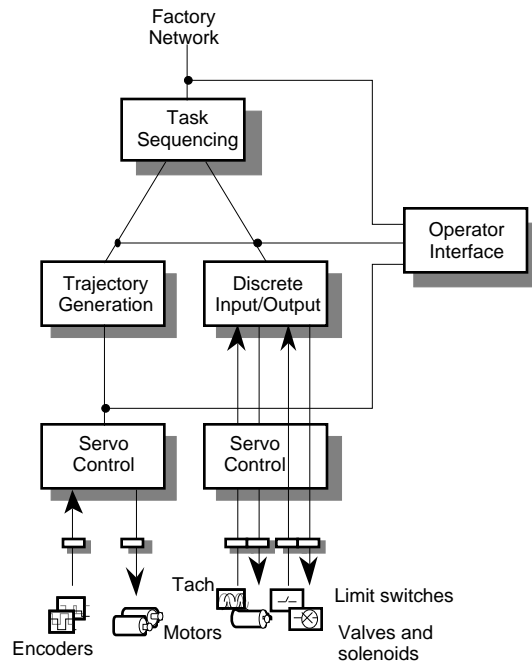 Factory
Network
Task
Sequencing
Operator
Interface
Trajectory
Generation
Discrete
Input/Output
Servo
Control
Servo
Control
Tach
Limit switches
Encoders
Motors
Valves and
solenoids